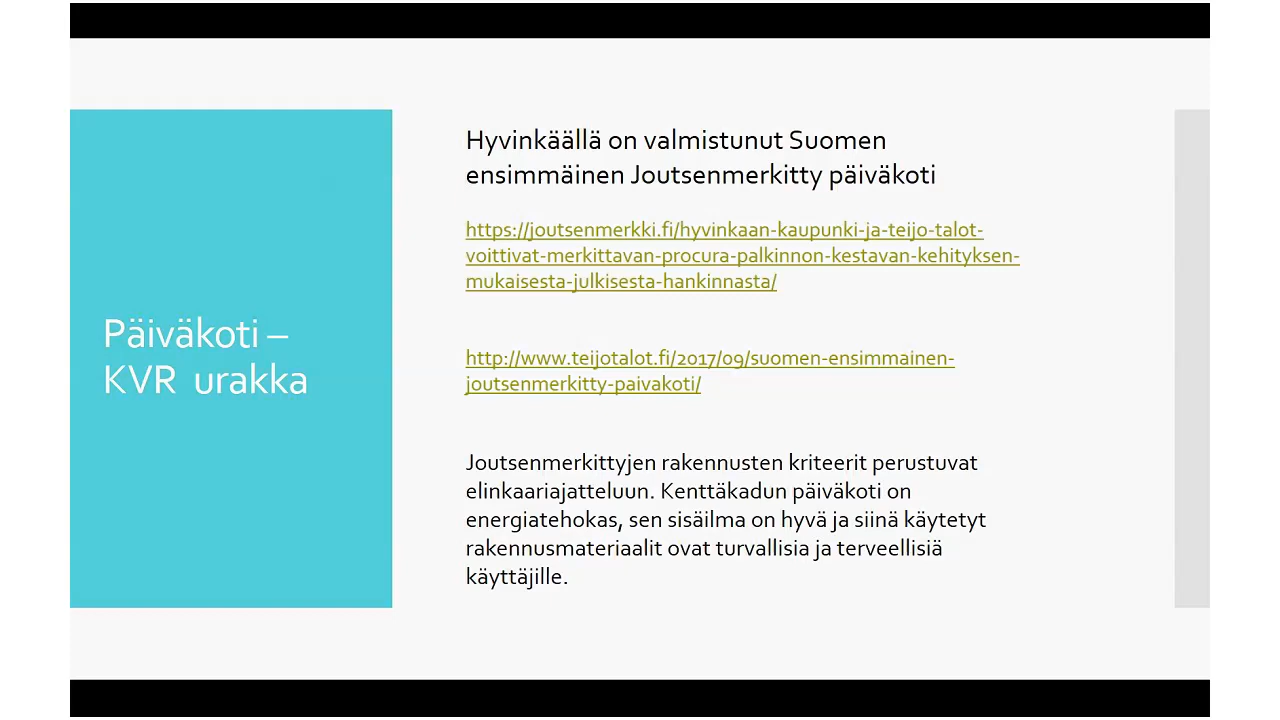 Päiväkoti –
KVR urakka
Hyvinkäällä on valmistunut Suomen
ensimmäinen Joutsenmerkitty päiväkoti
https://joutsenmerkki.fi/hyvinkaan-kaupunki-ja-teijo-talot-
voittivat-merkittavan-procura-palkinnon-kestavan-kehityksen-
mukaisesta-julkisesta-hankinnasta/
http://www.teijotalot.fi/2017/09/suomen-ensimmainen-
joutsenmerkitty-paivakoti/
Joutsenmerkittyjen rakennusten kriteerit perustuvat
elinkaariajatteluun. Kenttäkadun päiväkoti on
energiatehokas, sen sisäilma on hyvä ja siinä käytetyt
rakennusmateriaalit ovat turvallisia ja terveellisiä
käyttäjille.